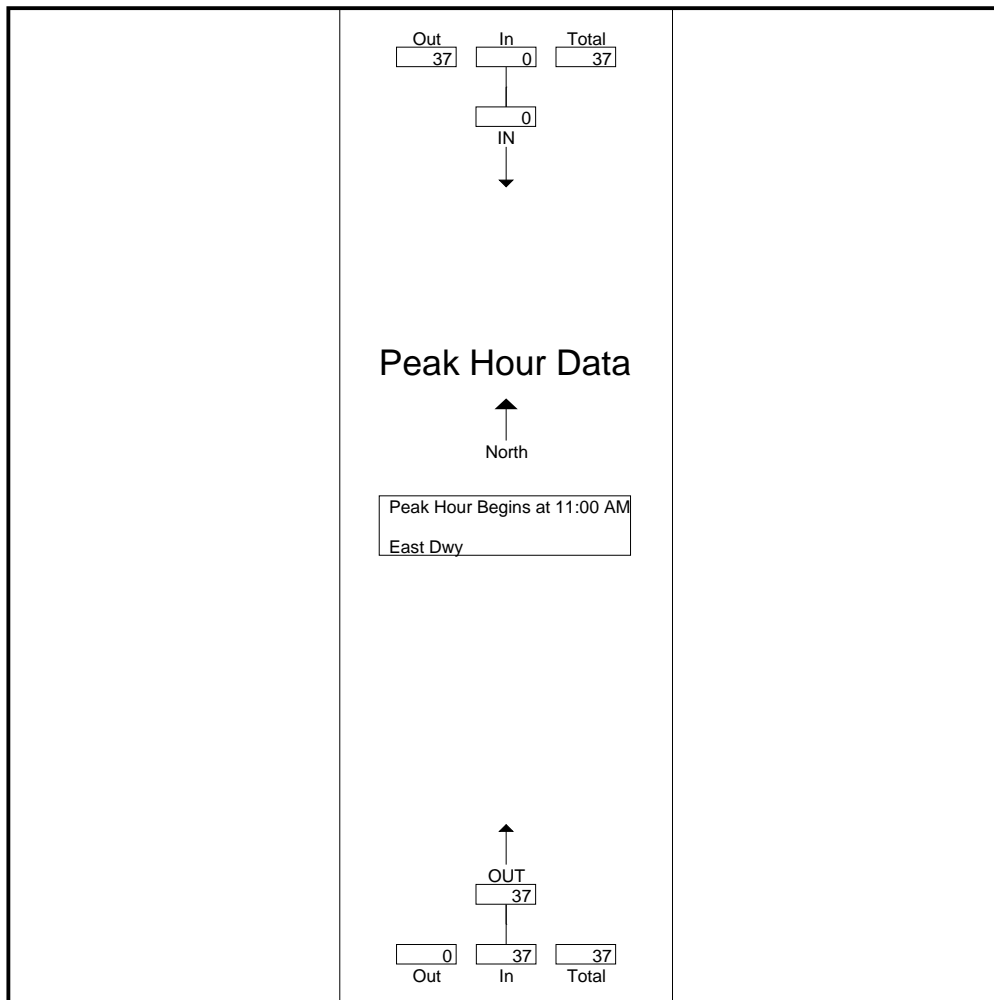 Out In Total
37 0 37
0
IN
Peak Hour Data
North
Peak Hour Begins at 11:00 AM
East Dwy
OUT
37
0 37 37
Out In Total